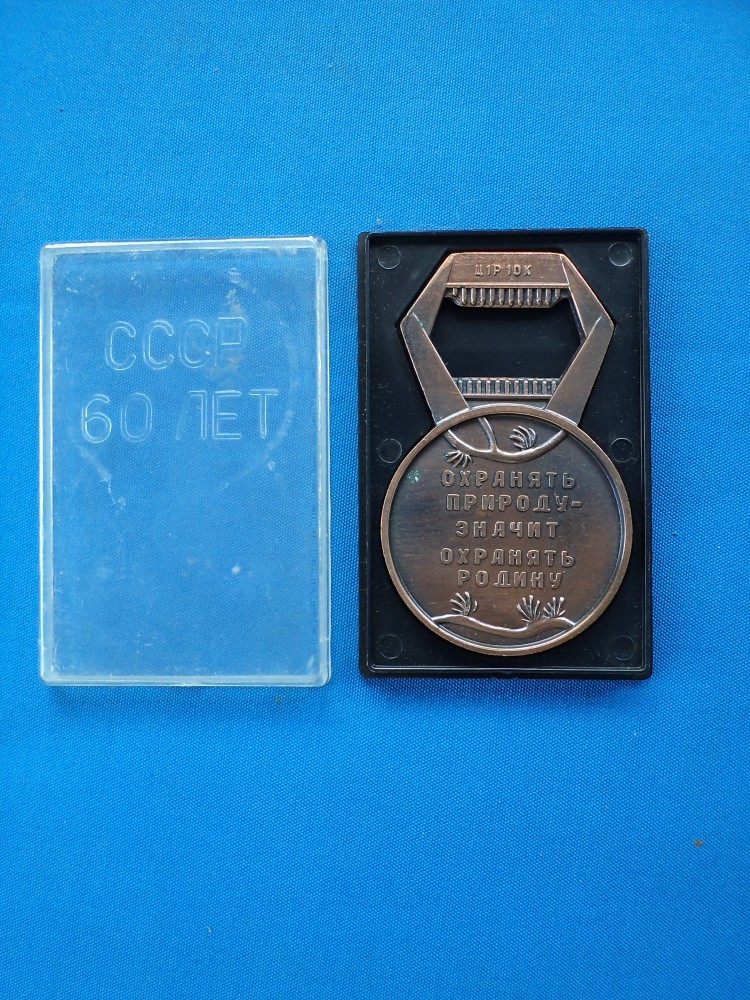 СССР
60 ЛЕТ
Ц1Р10К
ОХРАНЯТЬ
ПРИРОДУ-
ЗНАЧИТ
ОХРАНЯТЬ
РОДИНУ